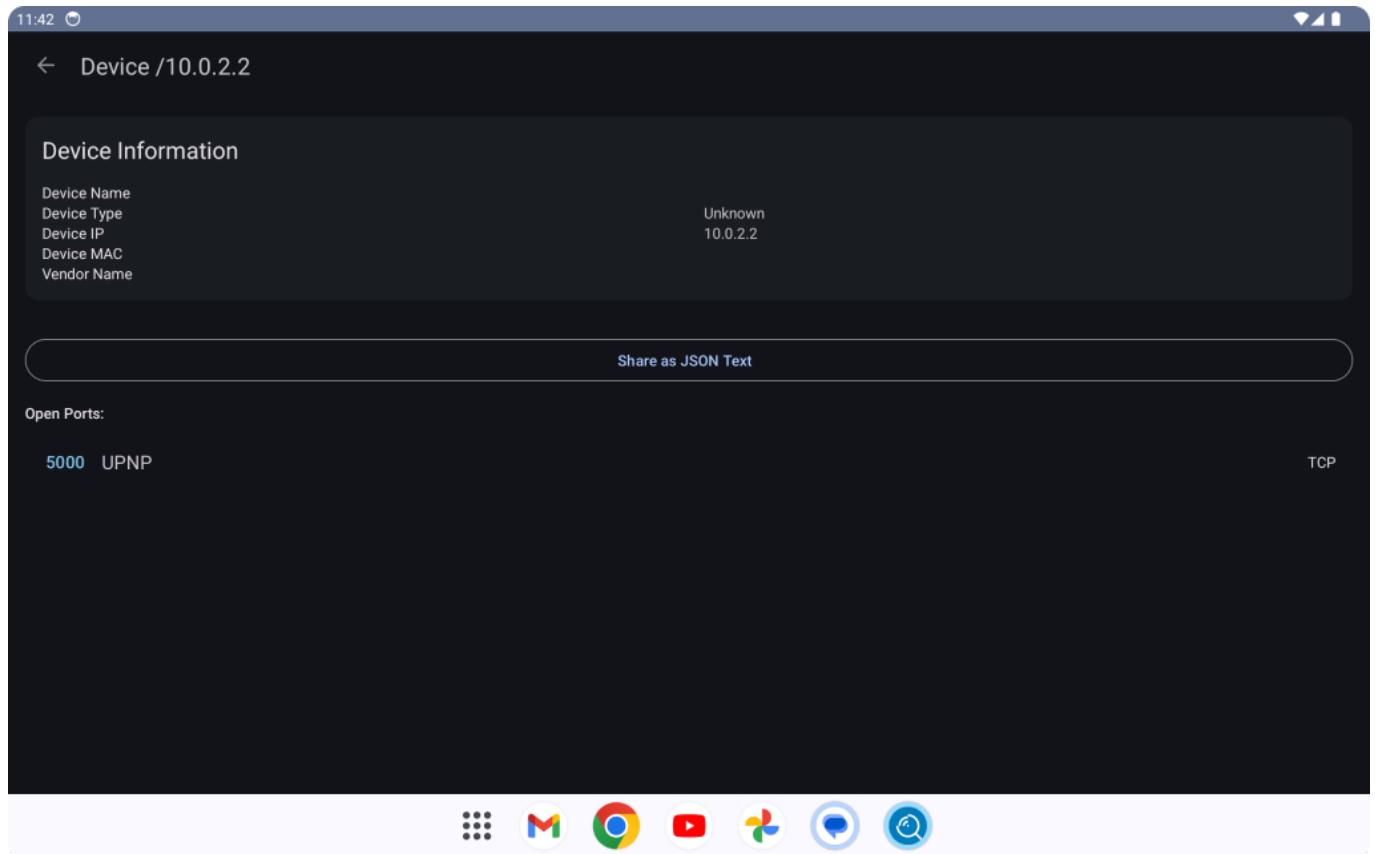 11:42
Device /10.0.2.2
Device Information
Device Name
Device Type Unknown
Device IP 10.0.2.2
Device MAC
Vendor Name
Share as JSON Text
Open Ports:
5000 UPNP TCP